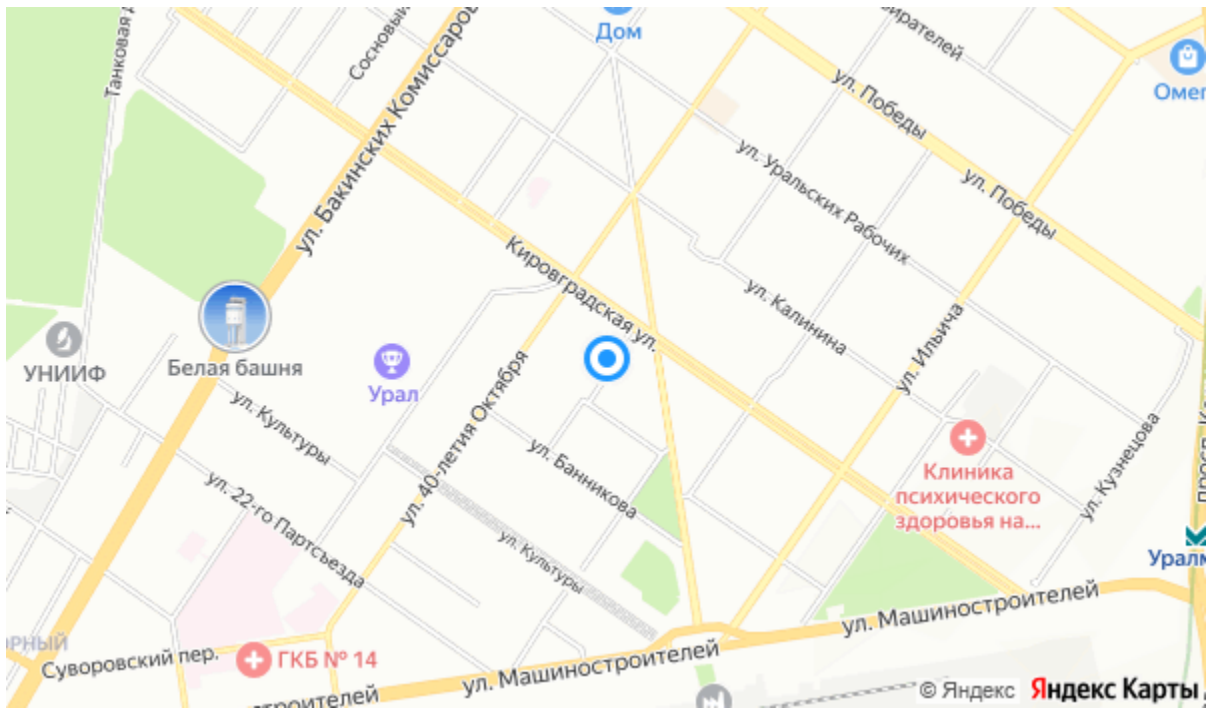 Танковая
Сосновый
ул. Бакинских Комиссаров
Дом
ул. Победы
Омег
ул. Уральских Рабочих
ул. Победы
Кировградская ул.
ул. Калинина
ул. Ильича
УНИИФ
Белая башня
Урал
ул. 40-летия Октября
ул. Культуры
ул. Банникова
ул. 22-го Партсъезда
ул. Культуры
Клиника
психического
здоровья на...
ул. Кузнецова
просп. К
Уралм
ул. Машиностроителей
ОРНЫЙ
Суворовский пер.
ГКБ № 14
ул. Машиностроителей
строителей
© Яндекс Яндекс Карты